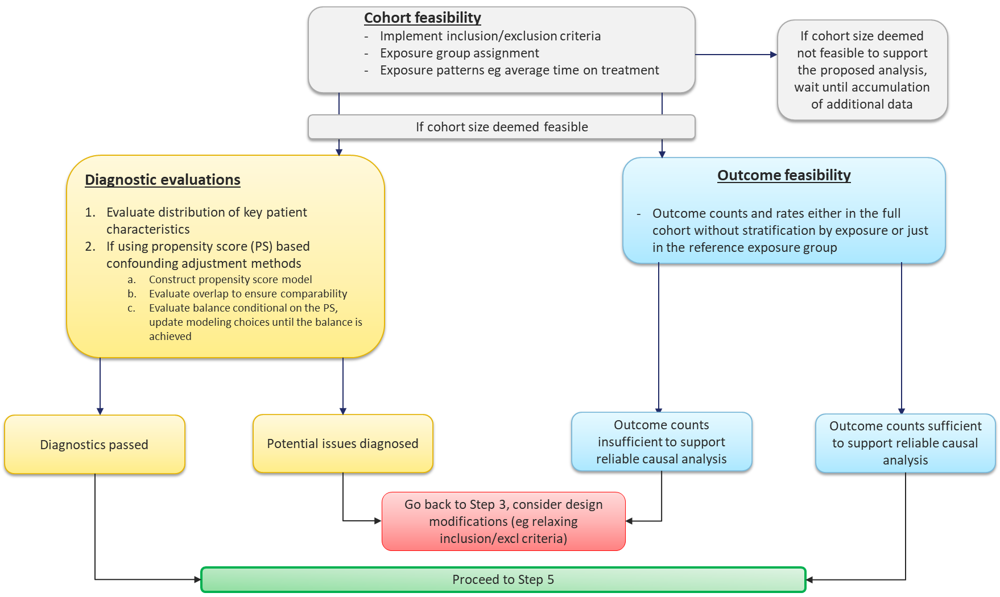 Cohort feasibility
- Implement inclusion/exclusion criteria
- Exposure group assignment
- Exposure patterns eg average time on treatment
If cohort size deemed
not feasible to support
the proposed analysis,
wait until accumulation
of additional data
If cohort size deemed feasible
Diagnostic evaluations
1. Evaluate distribution of key patient
characteristics
2. If using propensity score (PS) based
confounding adjustment methods
a. Construct propensity score model
b. Evaluate overlap to ensure comparability
c. Evaluate balance conditional on the PS,
update modeling choices until the balance is
achieved
Outcome feasibility
- Outcome counts and rates either in the full
cohort without stratification by exposure or just
in the reference exposure group
Diagnostics passed
Potential issues diagnosed
Outcome counts
insufficient to support
reliable causal analysis
Outcome counts sufficient
to support reliable causal
analysis
Go back to Step 3, consider design
modifications (eg relaxing
inclusion/excl criteria)
Proceed to Step 5